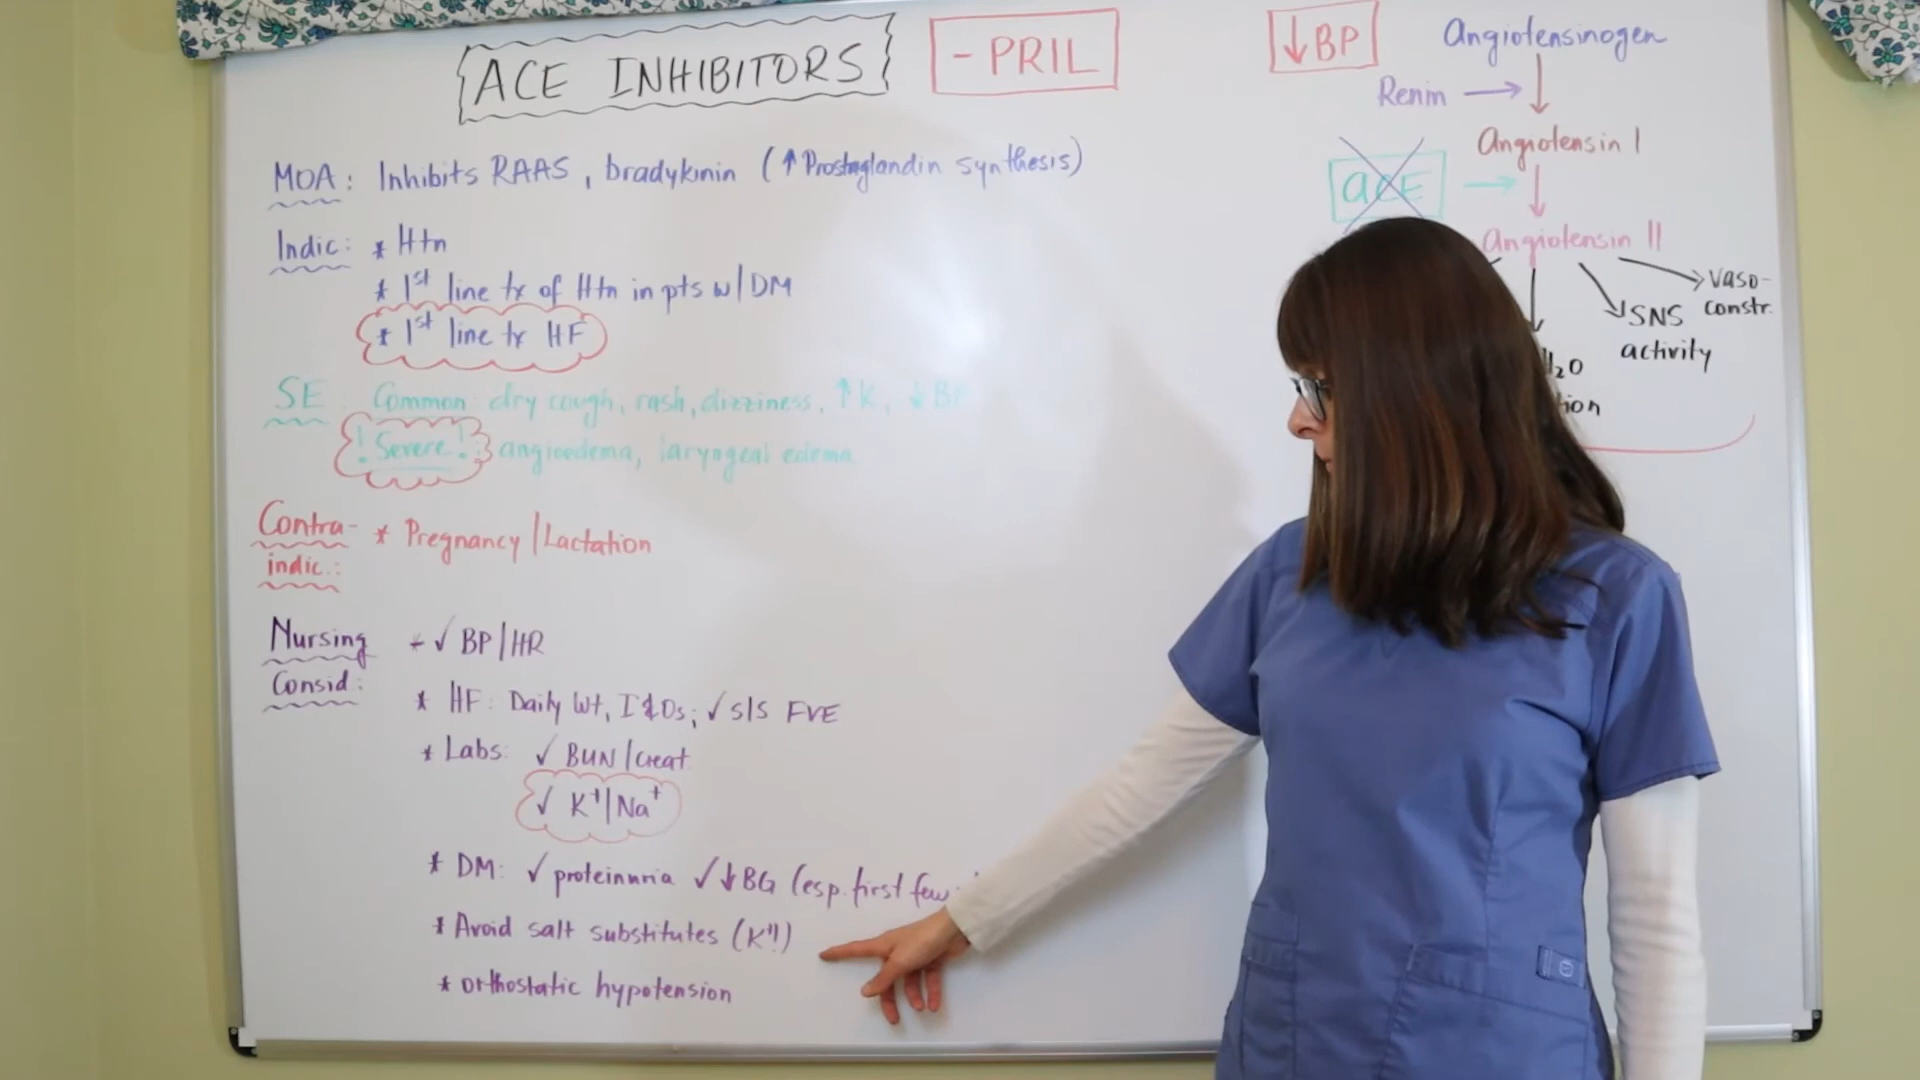 ACE INHIBITORS
- PRIL
↓BP
MOA: Inhibits RAAS, bradykinin (↑Prostaglandin synthesis)
Indic: * Htn
* 1st line tx of Htn in pts w/DM
* 1st line tx HF
SE: Common: dry cough, rash, dizziness, ↑K, ↓BP
! Severe !: angioedema, laryngeal edema
Contra-
indic.:
* Pregnancy/Lactation
Nursing
Consid:
* ✓ BP/HR
* HF: Daily Wt, I&Os; ✓ s/s FVE
* Labs: ✓ BUN/Creat.
✓ K+/Na+
* DM: ✓ proteinuria ✓↓BG (esp. first few
* Avoid salt substitutes (K+!)
* orthostatic hypotension
Angiotensinogen
Renin →
Angiotensin I
ACE →
Angiotensin II
Vaso-
constr.
SNS
activity
H₂O